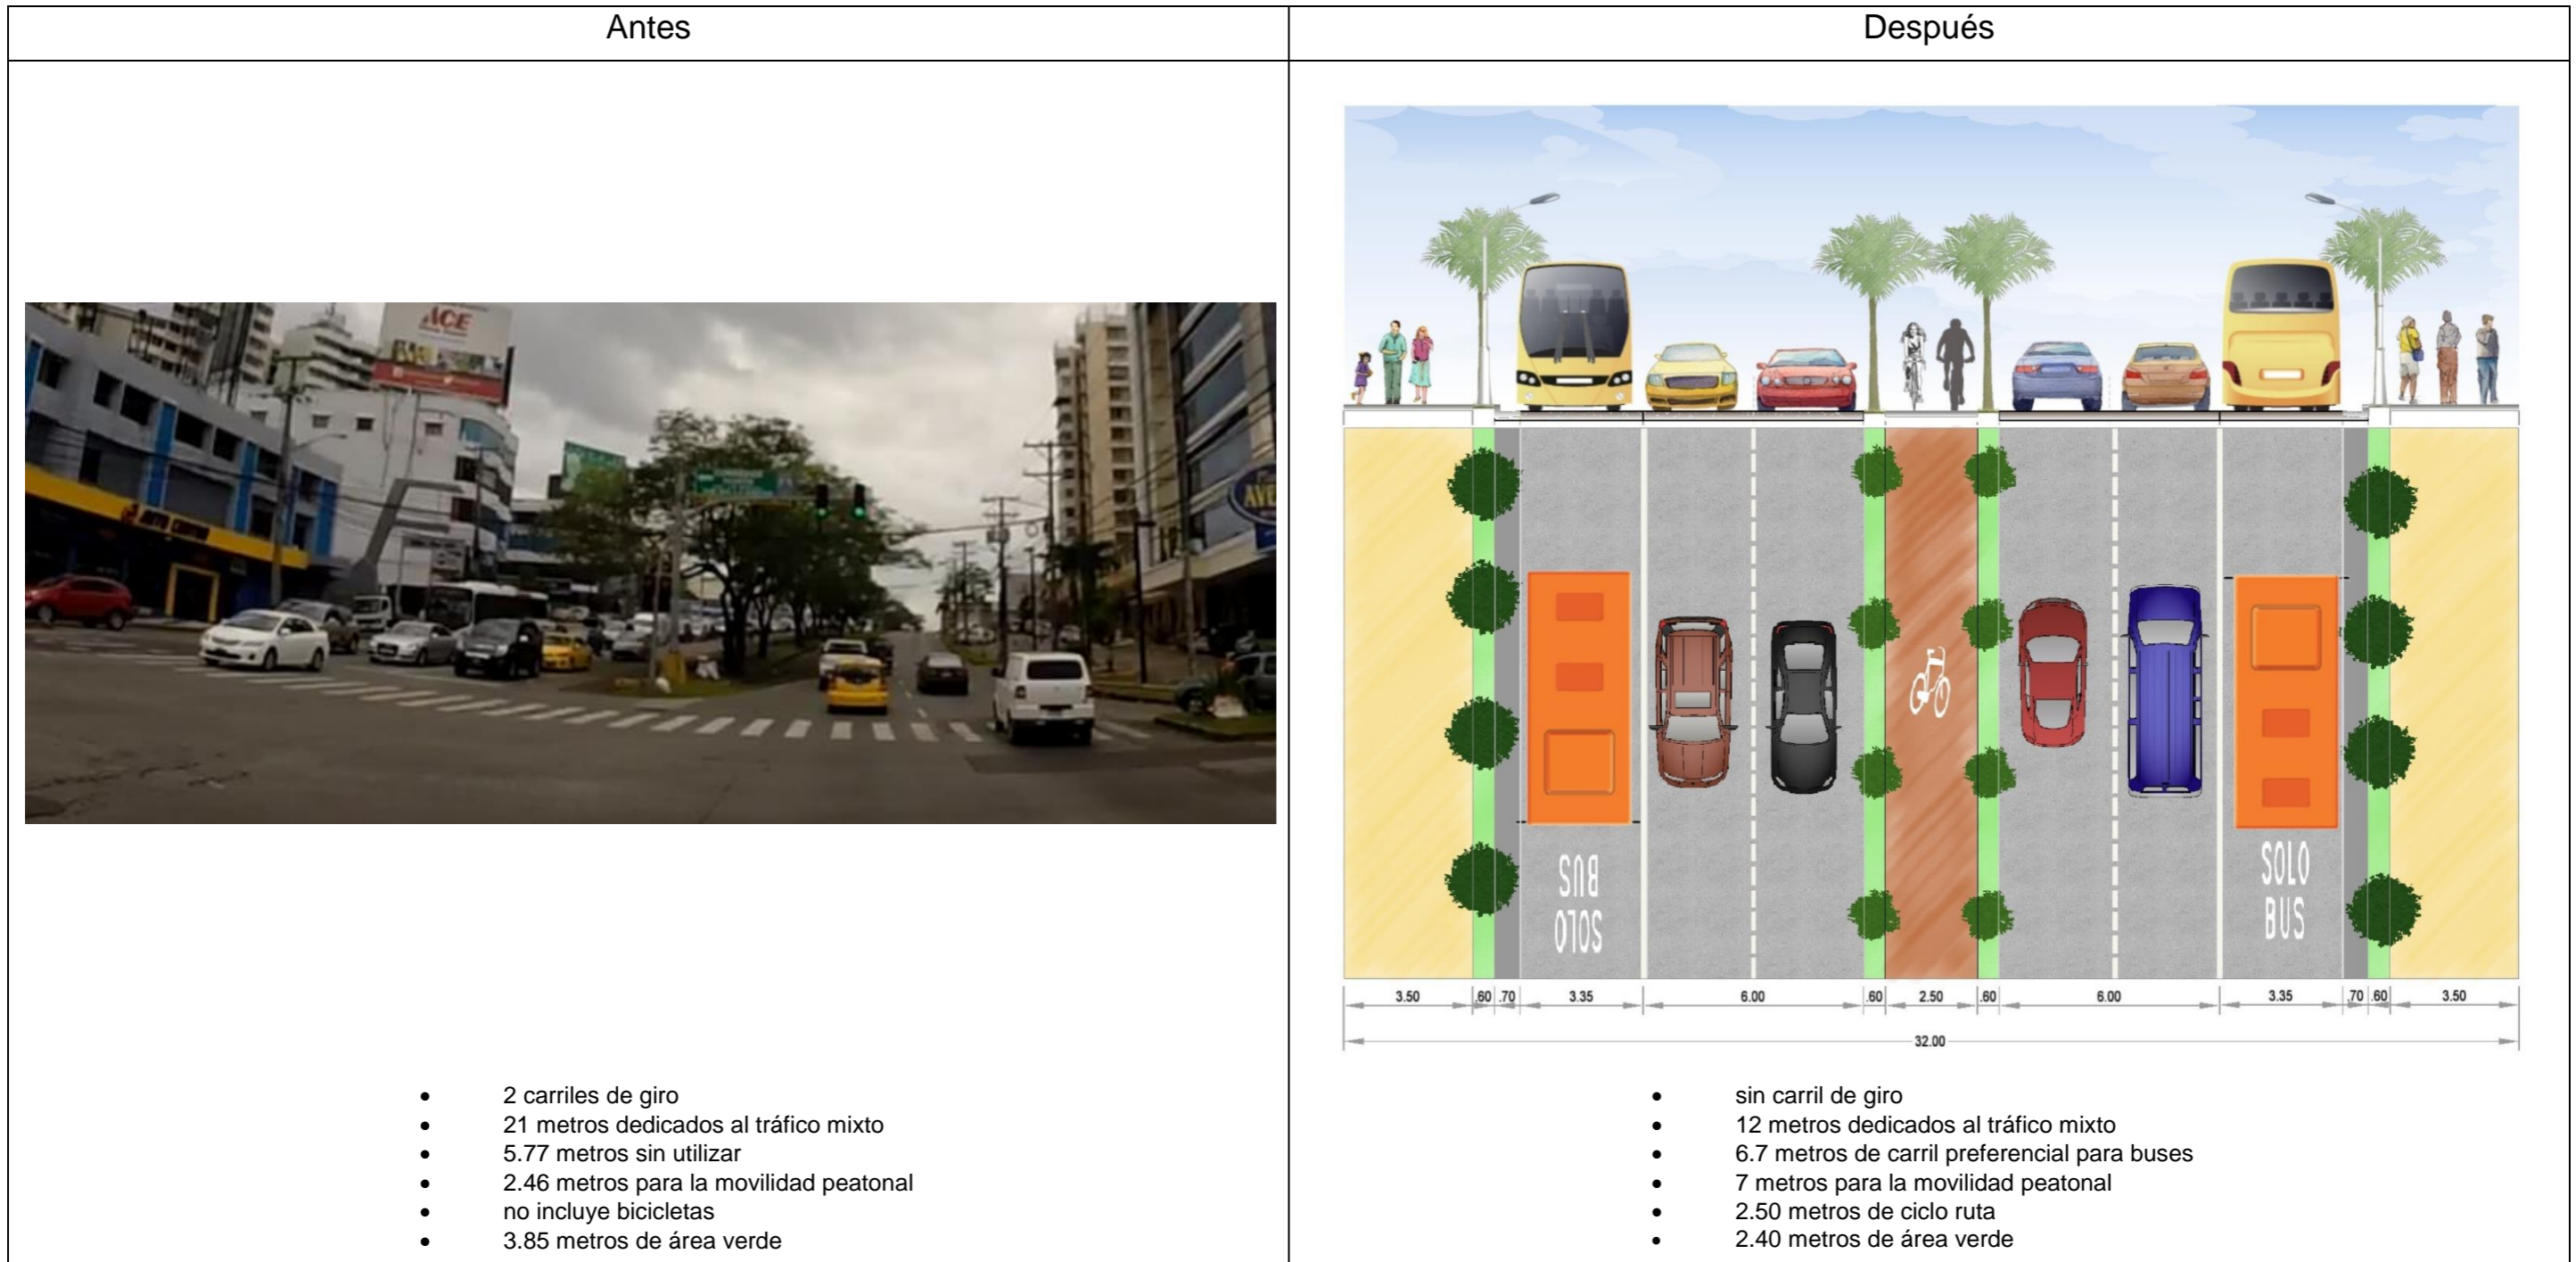 Antes
Después
ACE
AVE
SOLO
BUS
SOLO
BUS
3.50 .60 .70 3.35 6.00 .60 2.50 .60 6.00 3.35 .70 .60 3.50
32.00
• 2 carriles de giro
• 21 metros dedicados al tráfico mixto
• 5.77 metros sin utilizar
• 2.46 metros para la movilidad peatonal
• no incluye bicicletas
• 3.85 metros de área verde
• sin carril de giro
• 12 metros dedicados al tráfico mixto
• 6.7 metros de carril preferencial para buses
• 7 metros para la movilidad peatonal
• 2.50 metros de ciclo ruta
• 2.40 metros de área verde